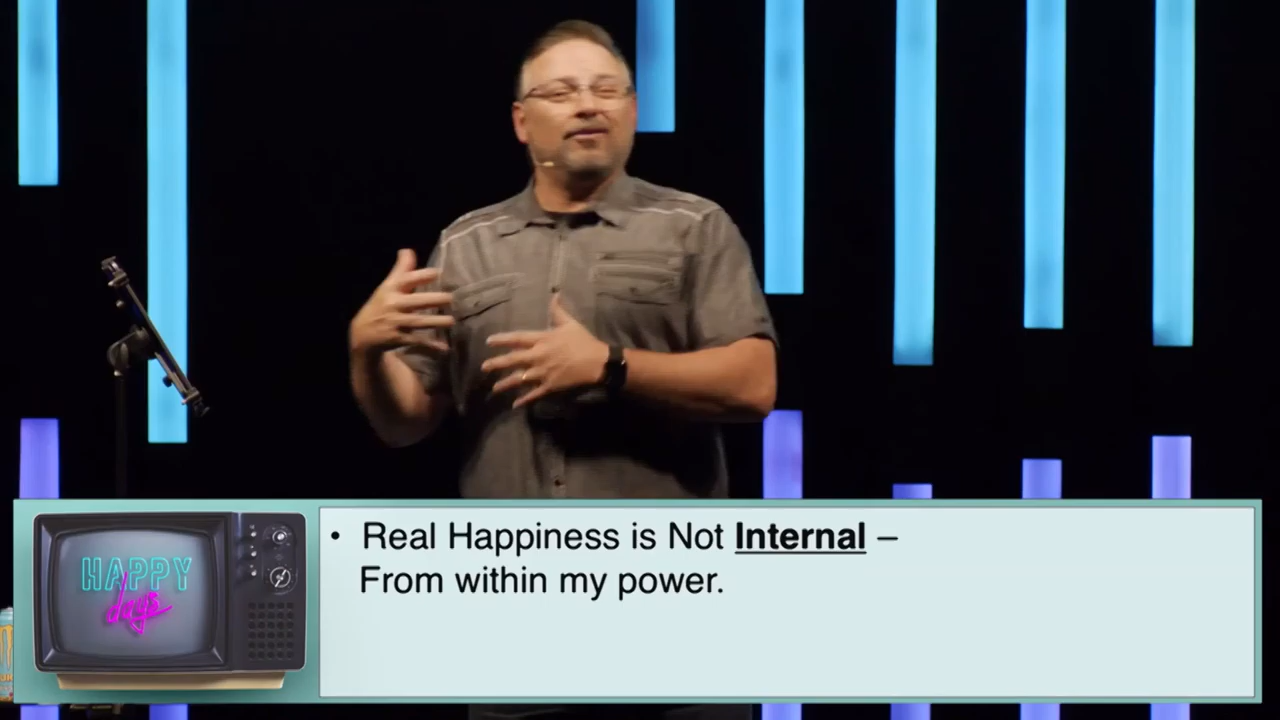 HAPPY
days
• Real Happiness is Not Internal –
From within my power.